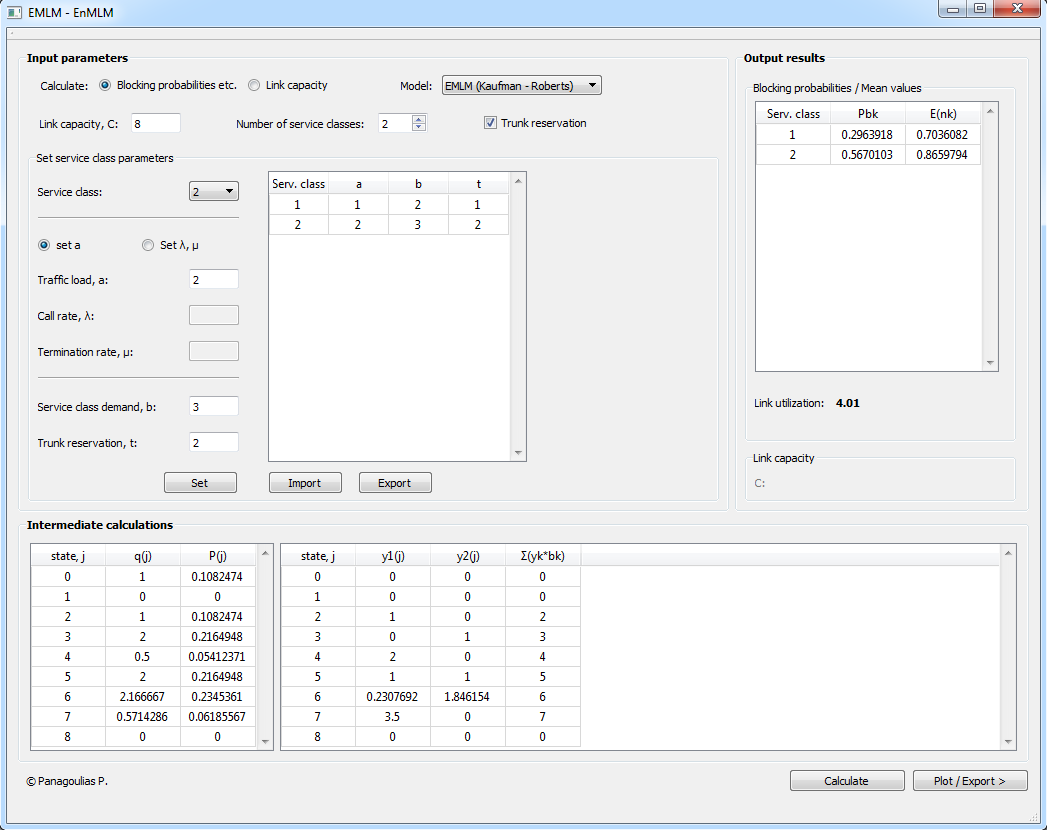 EMLM - EnMLM
Input parameters
Calculate: Blocking probabilities etc. Link capacity Model: EMLM (Kaufman - Roberts)
Link capacity, C: 8 Number of service classes: 2 Trunk reservation
Set service class parameters
Service class: 2
set a Set λ, μ
Traffic load, a: 2
Call rate, λ:
Termination rate, μ:
Service class demand, b: 3
Trunk reservation, t: 2
Set Import Export
Serv. class a b t
1 1 2 1
2 2 3 2
Output results
Blocking probabilities / Mean values
Serv. class Pbk E(nk)
1 0.2963918 0.7036082
2 0.5670103 0.8659794
Link utilization: 4.01
Link capacity
C:
Intermediate calculations
state, j q(j) P(j)
0 1 0.1082474
1 0 0
2 1 0.1082474
3 2 0.2164948
4 0.5 0.05412371
5 2 0.2164948
6 2.166667 0.2345361
7 0.5714286 0.06185567
8 0 0
state, j y1(j) y2(j) Σ(yk*bk)
0 0 0 0
1 0 0 0
2 1 0 2
3 0 1 3
4 2 0 4
5 1 1 5
6 0.2307692 1.846154 6
7 3.5 0 7
8 0 0 0
© Panagoulias P.
Calculate Plot / Export >